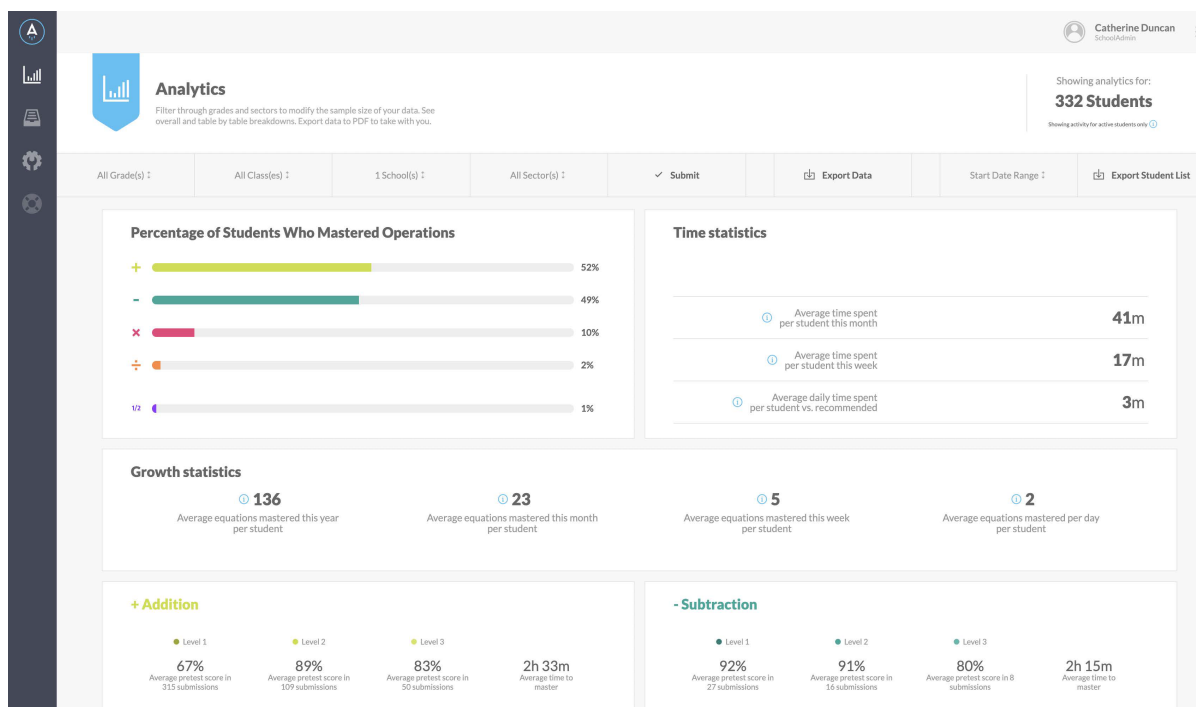 Catherine Duncan
SchoolAdmin
Analytics
Filter through grades and sectors to modify the sample size of your data. See
overall and table by table breakdowns. Export data to PDF to take with you.
Showing analytics for:
332 Students
Showing activity for active students only
All Grade(s)
All Class(es)
1 School(s)
All Sector(s)
Submit
Export Data
Start Date Range
Export Student List
Percentage of Students Who Mastered Operations
+ 52%
- 49%
× 10%
÷ 2%
1/2 1%
Time statistics
Average time spent
per student this month
41m
Average time spent
per student this week
17m
Average daily time spent
per student vs. recommended
3m
Growth statistics
136
Average equations mastered this year
per student
23
Average equations mastered this month
per student
5
Average equations mastered this week
per student
2
Average equations mastered per day
per student
+ Addition
Level 1
67%
Average pretest score in
315 submissions
Level 2
89%
Average pretest score in
109 submissions
Level 3
83%
Average pretest score in
50 submissions
2h 33m
Average time to
master
- Subtraction
Level 1
92%
Average pretest score in
27 submissions
Level 2
91%
Average pretest score in
16 submissions
Level 3
80%
Average pretest score in 8
submissions
2h 15m
Average time to
master